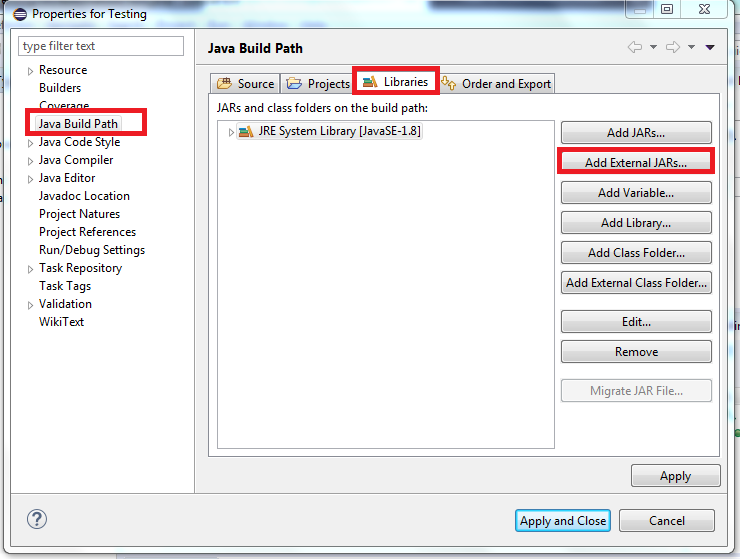 Properties for Testing
type filter text
Resource
Builders
Coverage
Java Build Path
Java Code Style
Java Compiler
Java Editor
Javadoc Location
Project Natures
Project References
Run/Debug Settings
Task Repository
Task Tags
Validation
WikiText
Java Build Path
Source Projects Libraries Order and Export
JARs and class folders on the build path:
JRE System Library [JavaSE-1.8]
Add JARs...
Add External JARs...
Add Variable...
Add Library...
Add Class Folder...
Add External Class Folder...
Edit...
Remove
Migrate JAR File...
Apply
Apply and Close Cancel